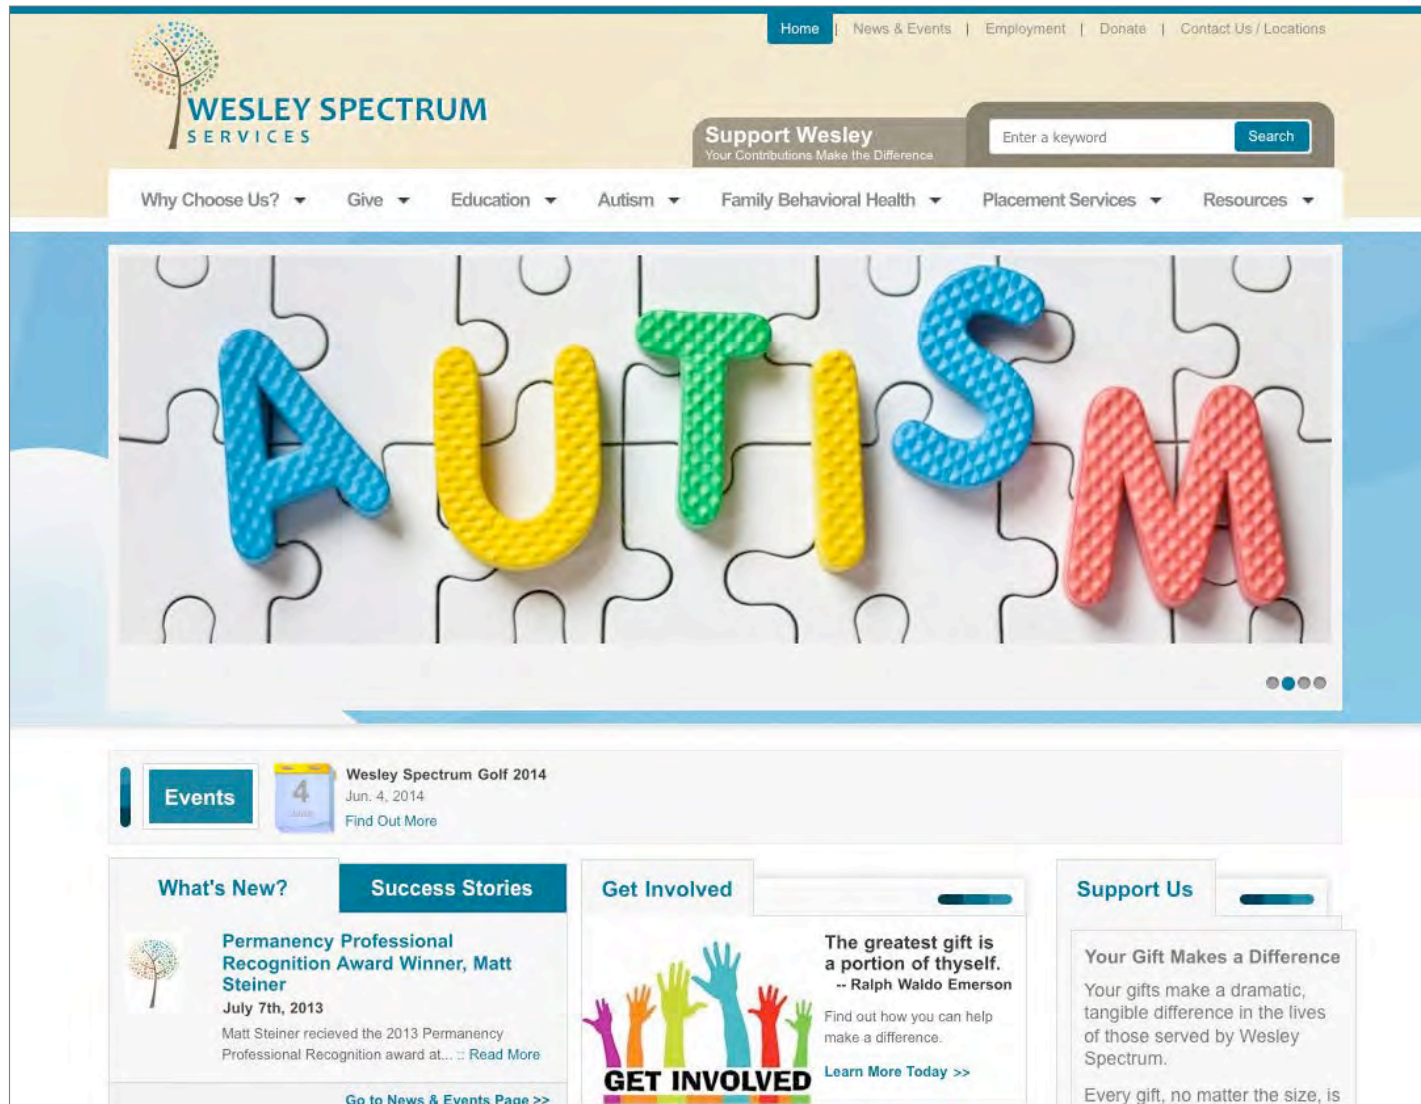 Home | News & Events | Employment | Donate | Contact Us / Locations
WESLEY SPECTRUM
SERVICES
Support Wesley
Your Contributions Make the Difference
Enter a keyword
Search
Why Choose Us?
Give
Education
Autism
Family Behavioral Health
Placement Services
Resources
AUTISM
Events
4
Wesley Spectrum Golf 2014
Jun. 4, 2014
Find Out More
What's New?
Success Stories
Permanency Professional
Recognition Award Winner, Matt
Steiner
July 7th, 2013
Matt Steiner recieved the 2013 Permanency
Professional Recognition award at... :: Read More
Go to News & Events Page >>
Get Involved
GET INVOLVED
The greatest gift is
a portion of thyself.
-- Ralph Waldo Emerson
Find out how you can help
make a difference.
Learn More Today >>
Support Us
Your Gift Makes a Difference
Your gifts make a dramatic,
tangible difference in the lives
of those served by Wesley
Spectrum.
Every gift, no matter the size, is